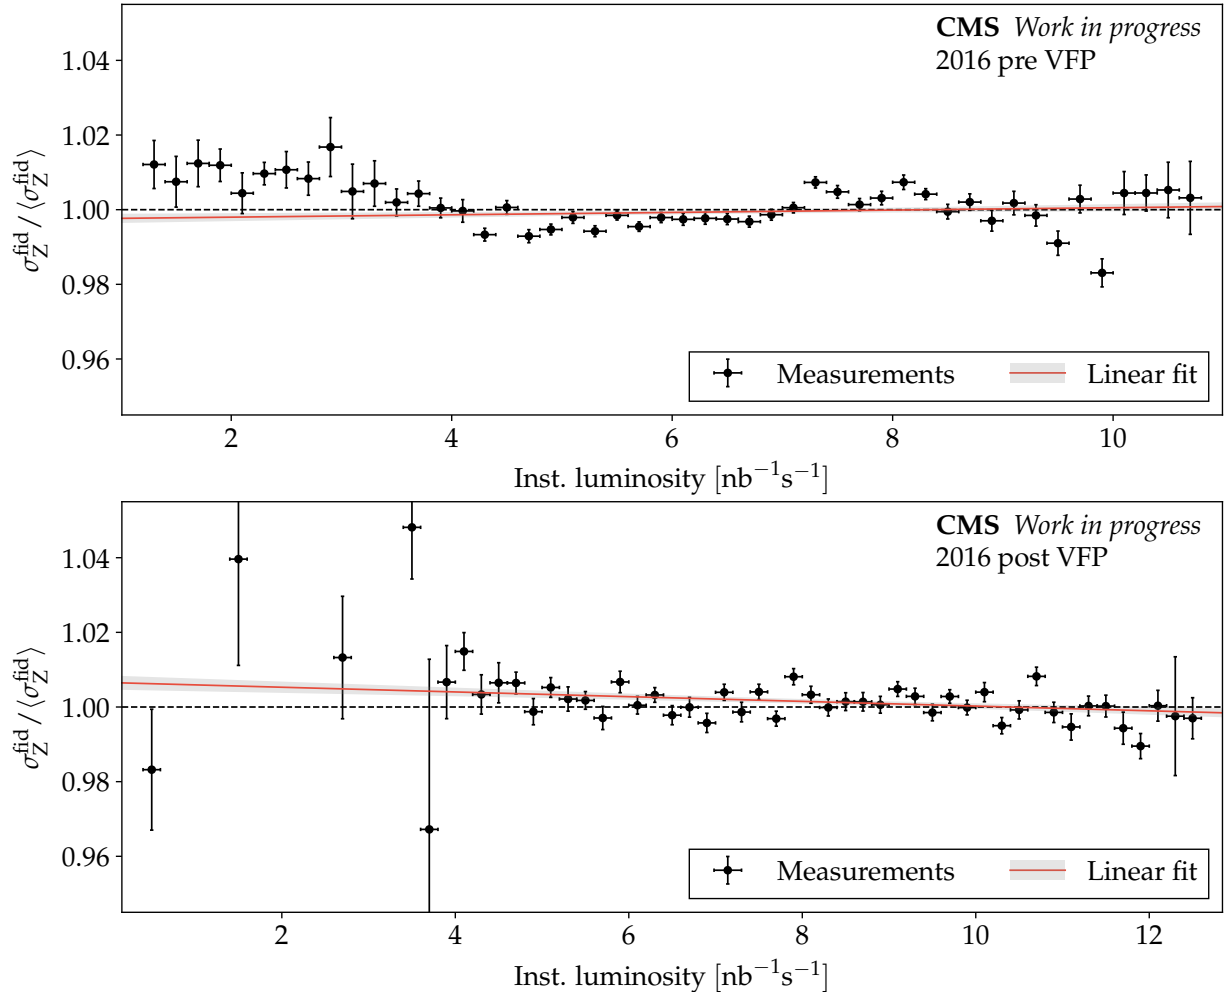 CMS Work in progress
2016 pre VFP
1.04
1.02
1.00
0.98
0.96
σ_Z^fid / ⟨σ_Z^fid⟩
Measurements
Linear fit
2 4 6 8 10
Inst. luminosity [nb⁻¹s⁻¹]
CMS Work in progress
2016 post VFP
1.04
1.02
1.00
0.98
0.96
σ_Z^fid / ⟨σ_Z^fid⟩
Measurements
Linear fit
2 4 6 8 10 12
Inst. luminosity [nb⁻¹s⁻¹]